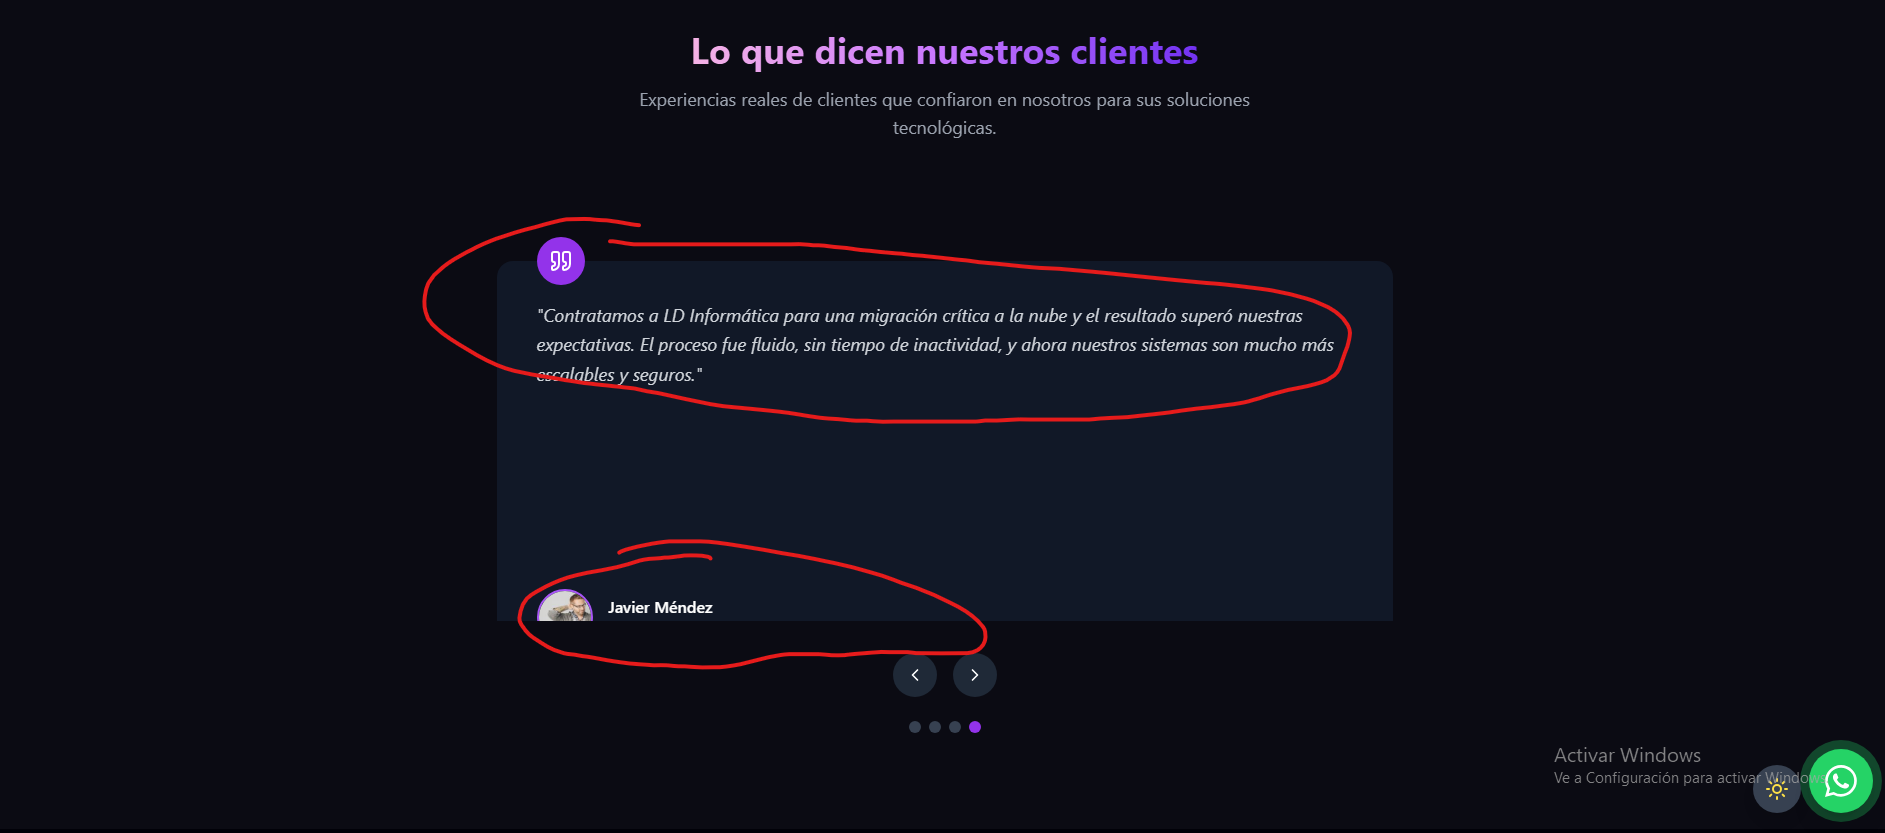 Lo que dicen nuestros clientes
Experiencias reales de clientes que confiaron en nosotros para sus soluciones
tecnológicas.
"Contratamos a LD Informática para una migración crítica a la nube y el resultado superó nuestras
expectativas. El proceso fue fluido, sin tiempo de inactividad, y ahora nuestros sistemas son mucho más
escalables y seguros."
Javier Méndez
Activar Windows
Ve a Configuración para activar Windows.